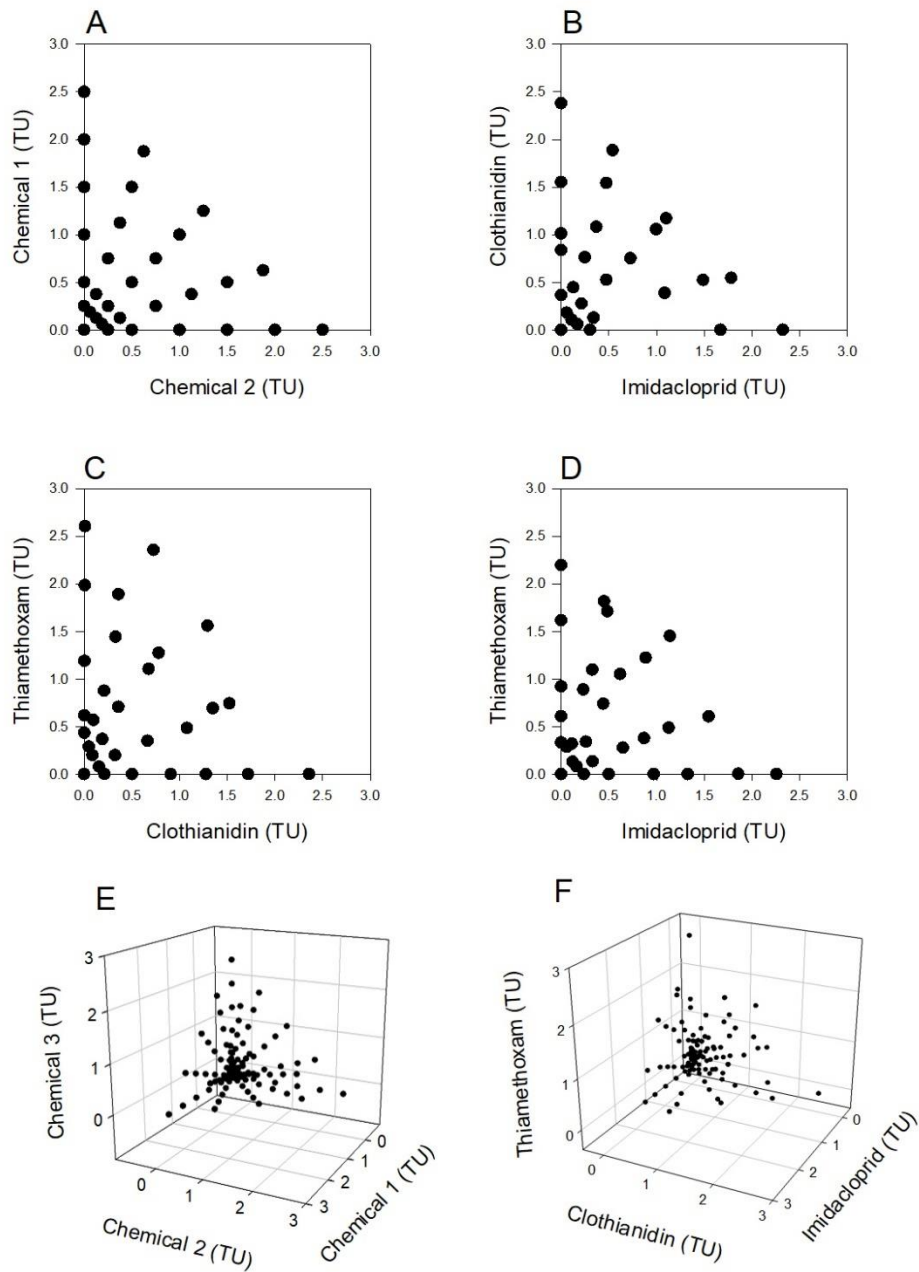 A
B
3.0
2.5
2.0
1.5
1.0
0.5
0.0
Chemical 1 (TU)
0.0 0.5 1.0 1.5 2.0 2.5 3.0
Chemical 2 (TU)
3.0
2.5
2.0
1.5
1.0
0.5
0.0
Clothianidin (TU)
0.0 0.5 1.0 1.5 2.0 2.5 3.0
Imidacloprid (TU)
C
D
3.0
2.5
2.0
1.5
1.0
0.5
0.0
Thiamethoxam (TU)
0.0 0.5 1.0 1.5 2.0 2.5 3.0
Clothianidin (TU)
3.0
2.5
2.0
1.5
1.0
0.5
0.0
Thiamethoxam (TU)
0.0 0.5 1.0 1.5 2.0 2.5 3.0
Imidacloprid (TU)
E
F
3
2
1
0
Chemical 3 (TU)
0 1 2 3
Chemical 2 (TU)
0
1
2
3
Chemical 1 (TU)
3
2
1
0
Thiamethoxam (TU)
0 1 2 3
Clothianidin (TU)
0
1
2
3
Imidacloprid (TU)